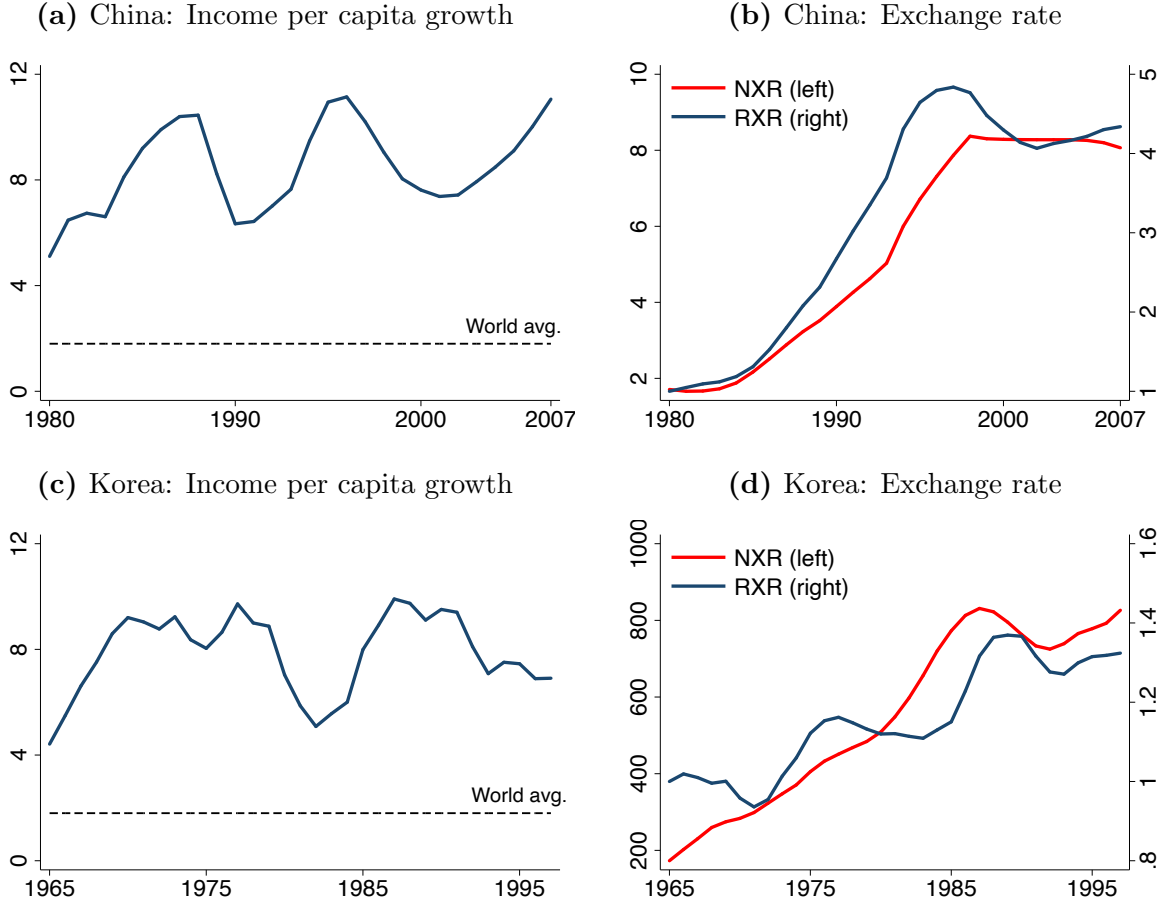 (a) China: Income per capita growth
12
8
4
0
World avg.
1980 1990 2000 2007
(b) China: Exchange rate
10
8
6
4
2
NXR (left)
RXR (right)
5
4
3
2
1
1980 1990 2000 2007
(c) Korea: Income per capita growth
12
8
4
0
World avg.
1965 1975 1985 1995
(d) Korea: Exchange rate
1000
800
600
400
200
NXR (left)
RXR (right)
1.6
1.4
1.2
1
.8
1965 1975 1985 1995